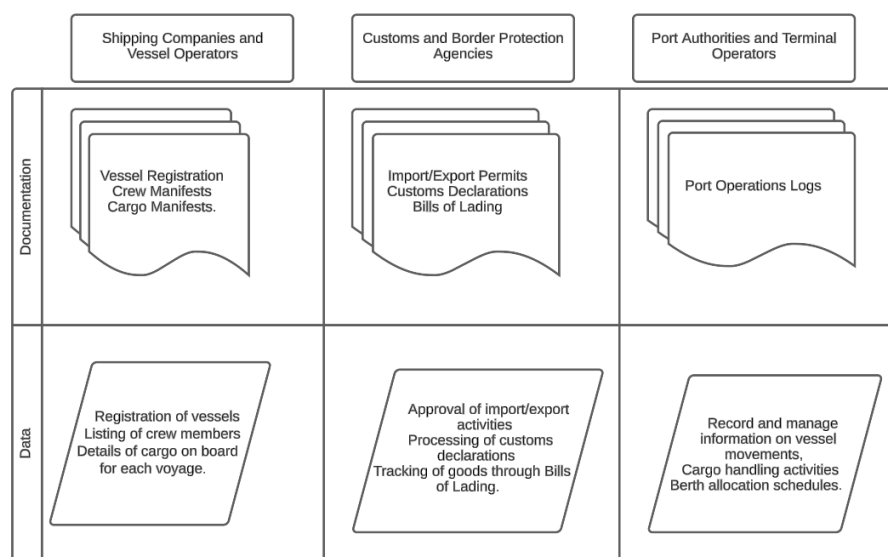 Shipping Companies and
Vessel Operators
Customs and Border Protection
Agencies
Port Authorities and Terminal
Operators
Documentation
Vessel Registration
Crew Manifests
Cargo Manifests.
Import/Export Permits
Customs Declarations
Bills of Lading
Port Operations Logs
Data
Registration of vessels
Listing of crew members
Details of cargo on board
for each voyage.
Approval of import/export
activities
Processing of customs
declarations
Tracking of goods through Bills
of Lading.
Record and manage
information on vessel
movements,
Cargo handling activities
Berth allocation schedules.